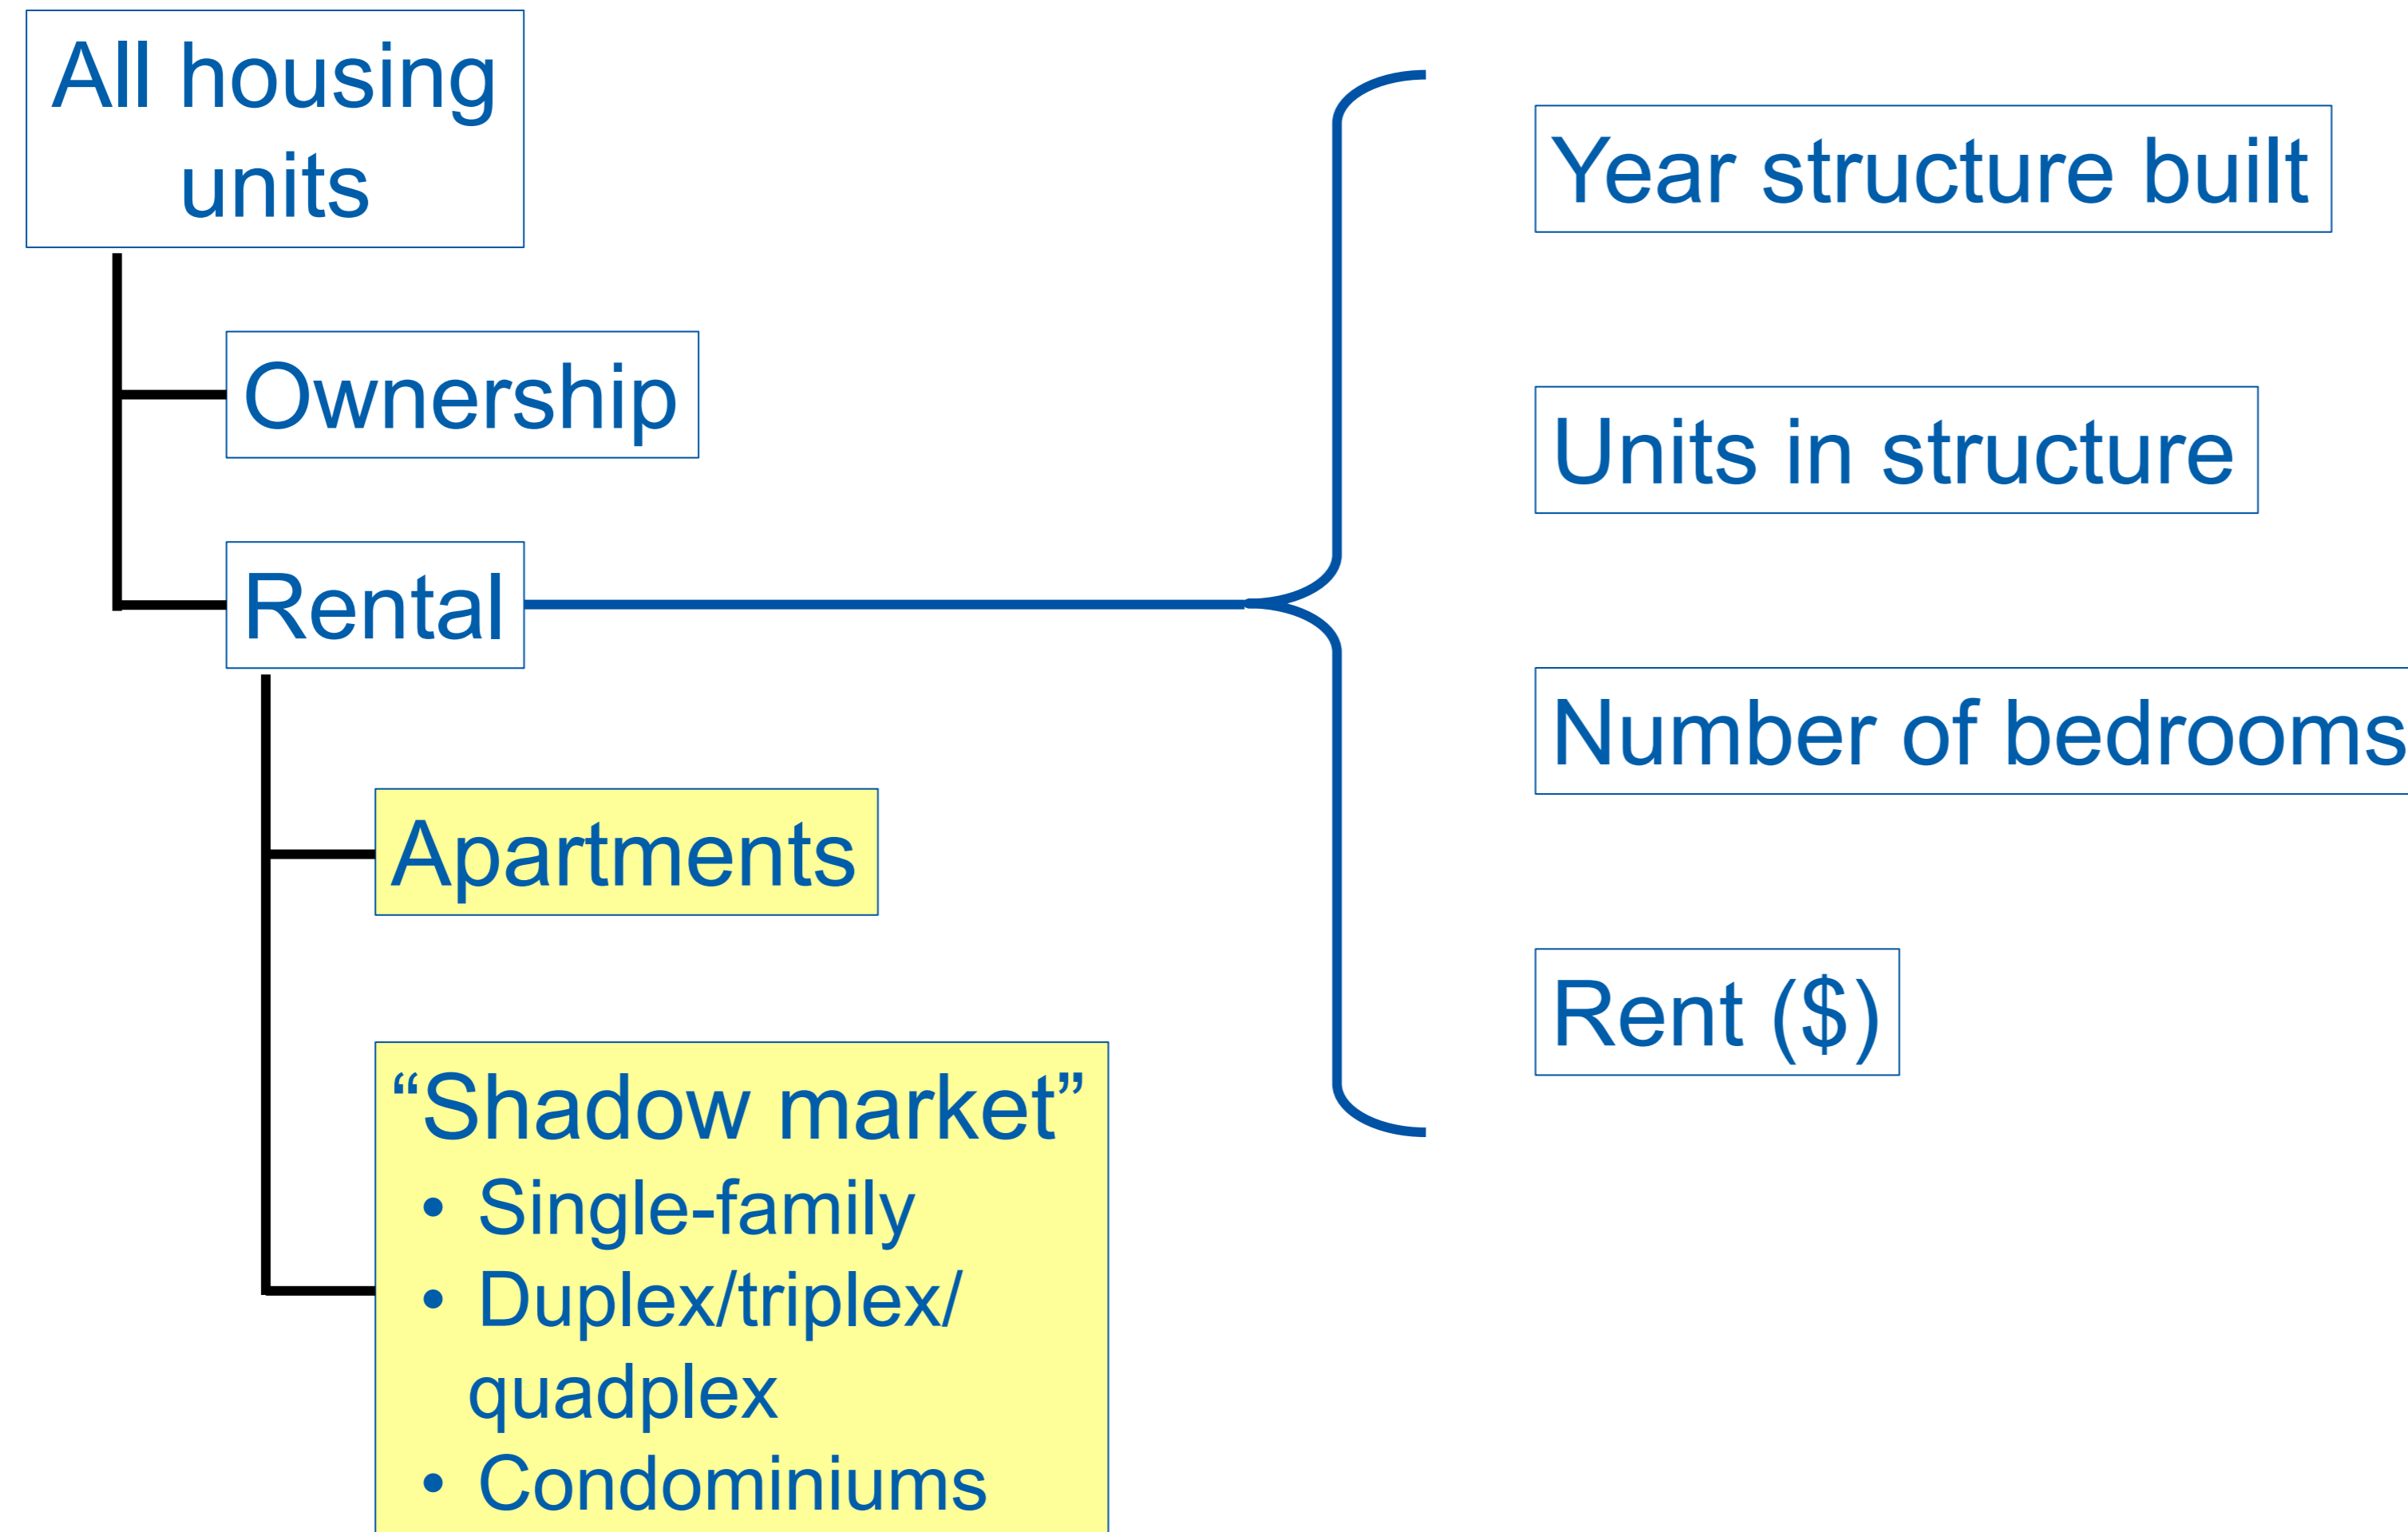 All housing
units
Ownership
Rental
Apartments
“Shadow market”
• Single-family
• Duplex/triplex/
quadplex
• Condominiums
Year structure built
Units in structure
Number of bedrooms
Rent ($)